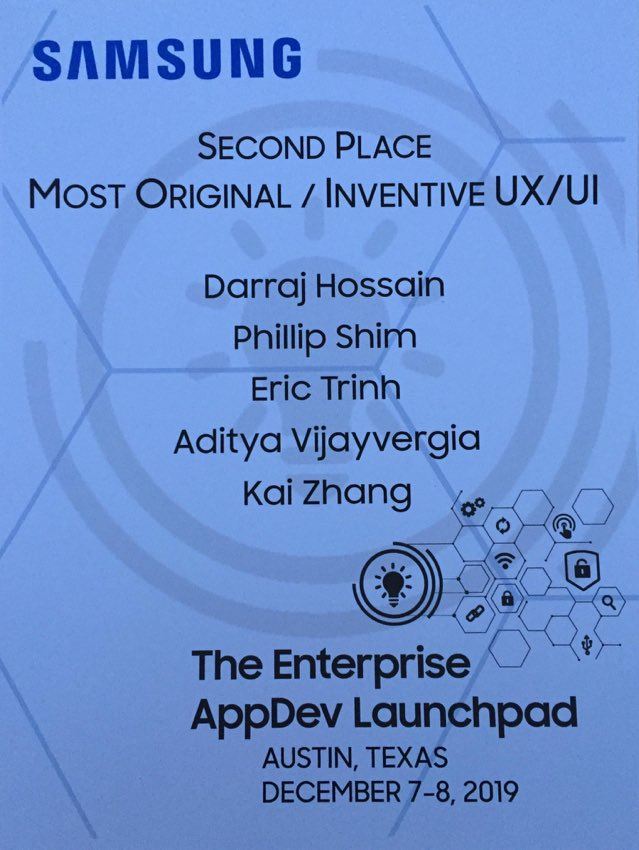 SAMSUNG
SECOND PLACE
MOST ORIGINAL / INVENTIVE UX/UI
Darraj Hossain
Phillip Shim
Eric Trinh
Aditya Vijayvergia
Kai Zhang
The Enterprise
AppDev Launchpad
AUSTIN, TEXAS
DECEMBER 7-8, 2019